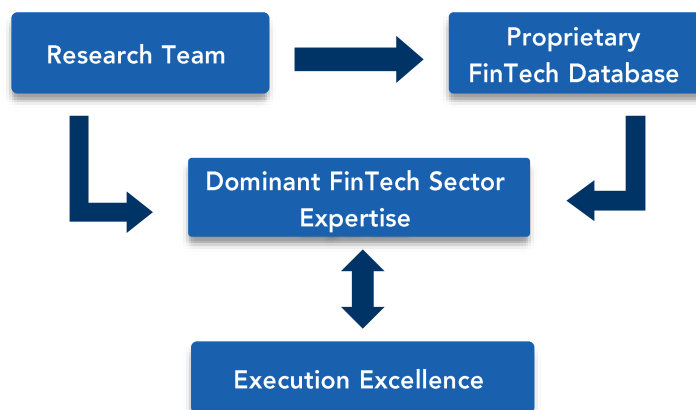 Research Team
Proprietary
FinTech Database
Dominant FinTech Sector
Expertise
Execution Excellence